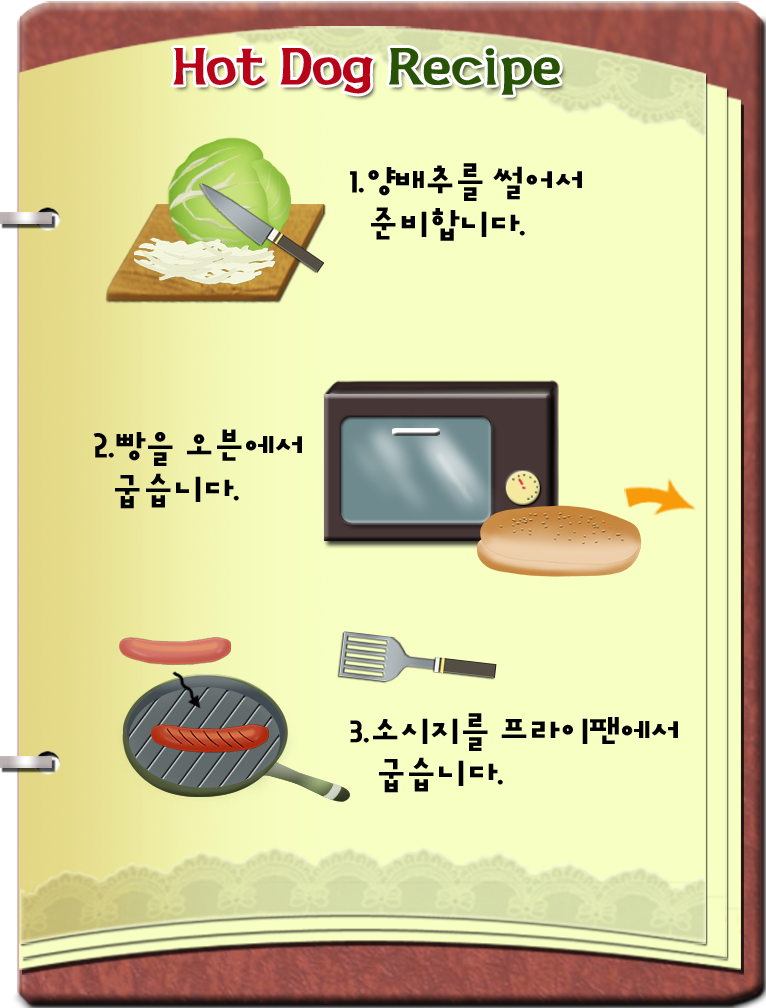 Hot Dog Recipe
1.양배추를 썰어서
준비합니다.
2.빵을 오븐에서
굽습니다.
3.소시지를 프라이팬에서
굽습니다.